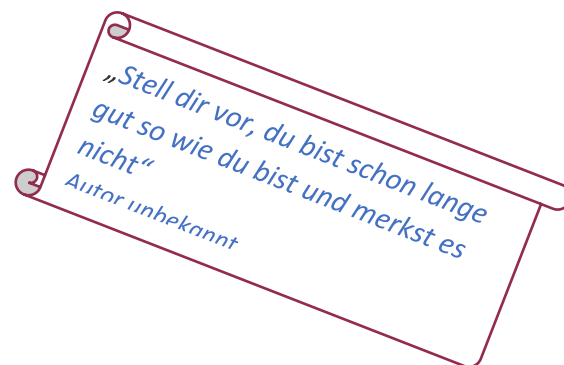 „Stell dir vor, du bist schon lange
gut so wie du bist und merkst es
nicht“
Autor unbekannt